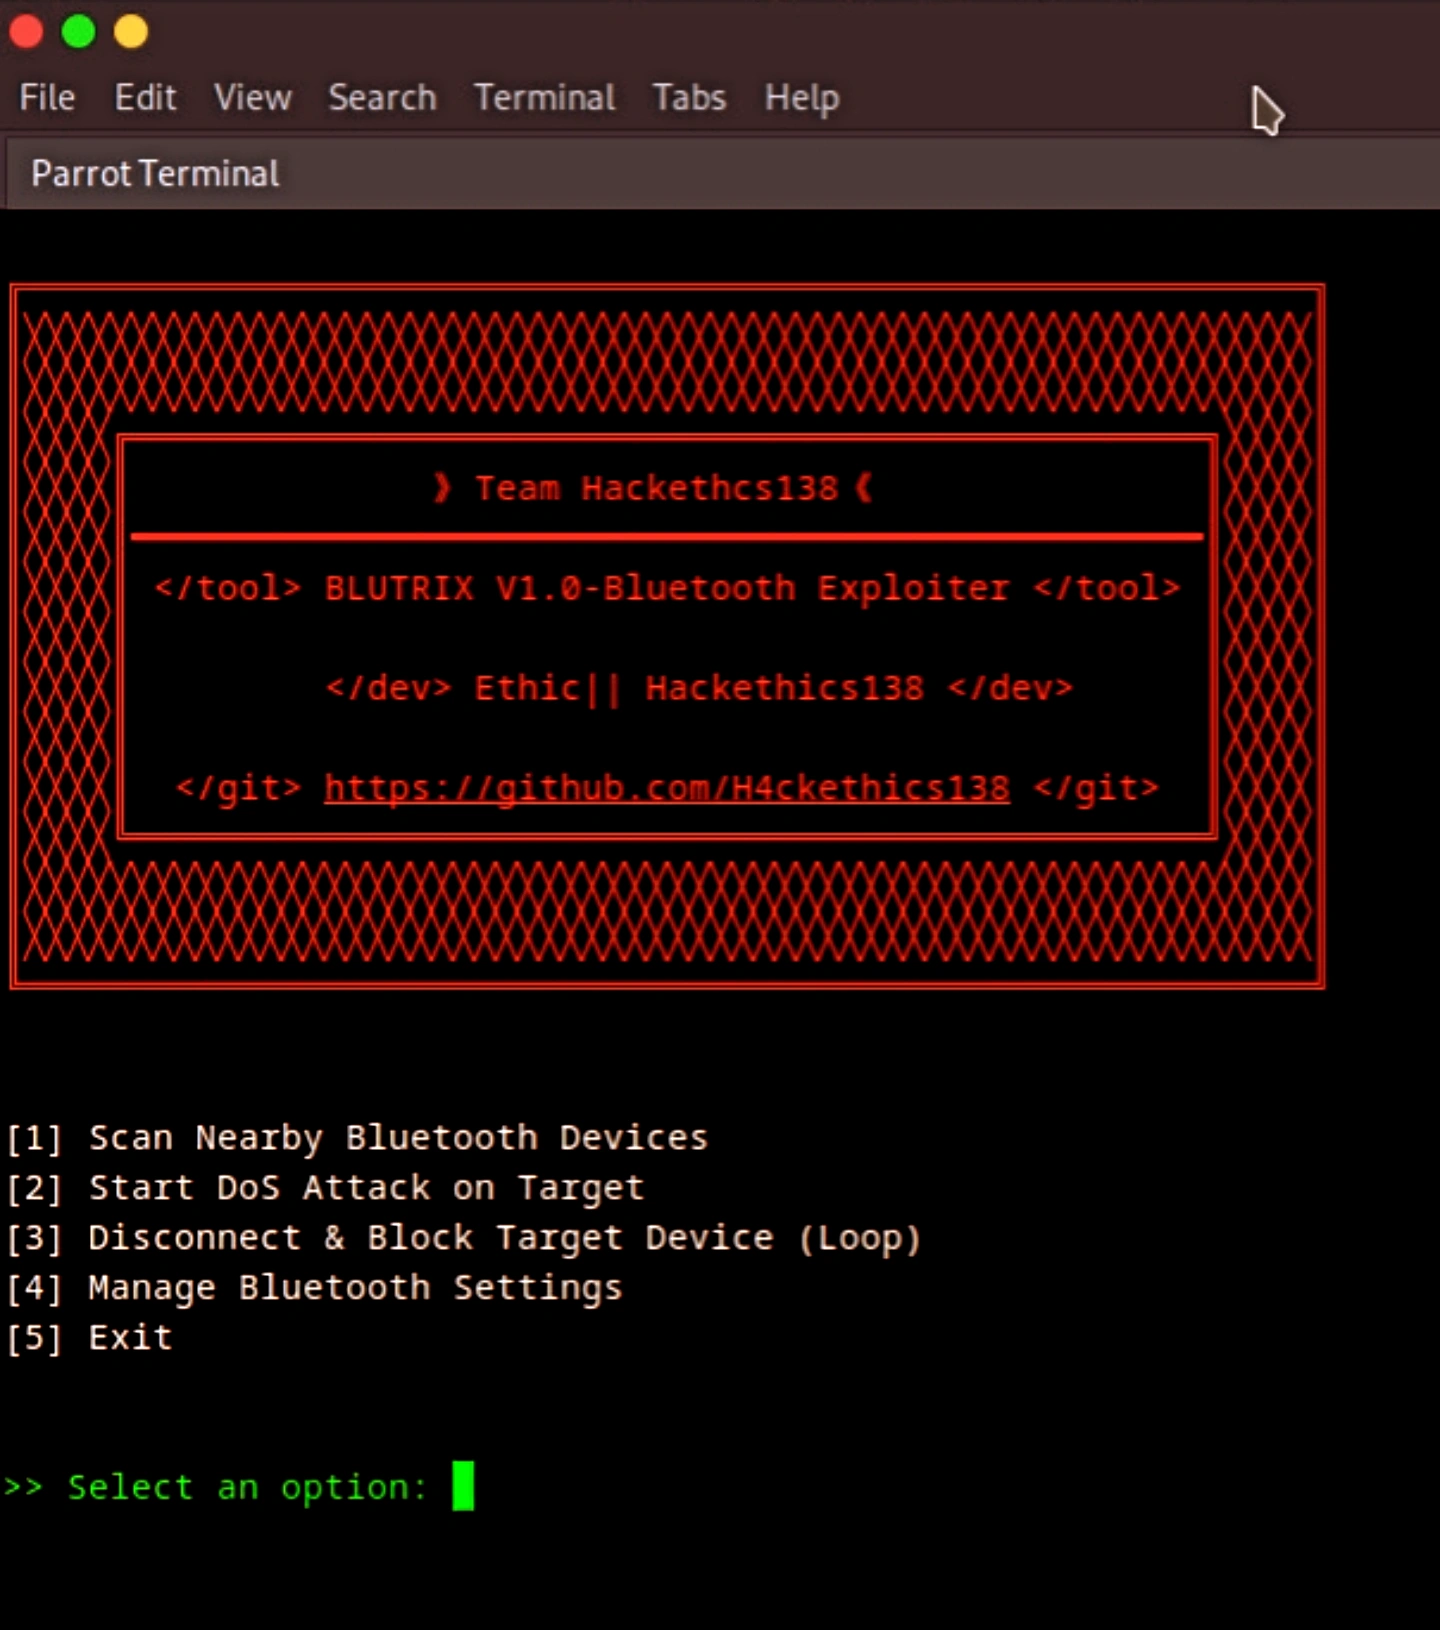 File Edit View Search Terminal Tabs Help
Parrot Terminal
》 Team Hackethcs138 《
</tool> BLUTRIX V1.0-Bluetooth Exploiter </tool>
</dev> Ethic|| Hackethics138 </dev>
</git> https://github.com/H4ckethics138 </git>
[1] Scan Nearby Bluetooth Devices
[2] Start DoS Attack on Target
[3] Disconnect & Block Target Device (Loop)
[4] Manage Bluetooth Settings
[5] Exit
>> Select an option: